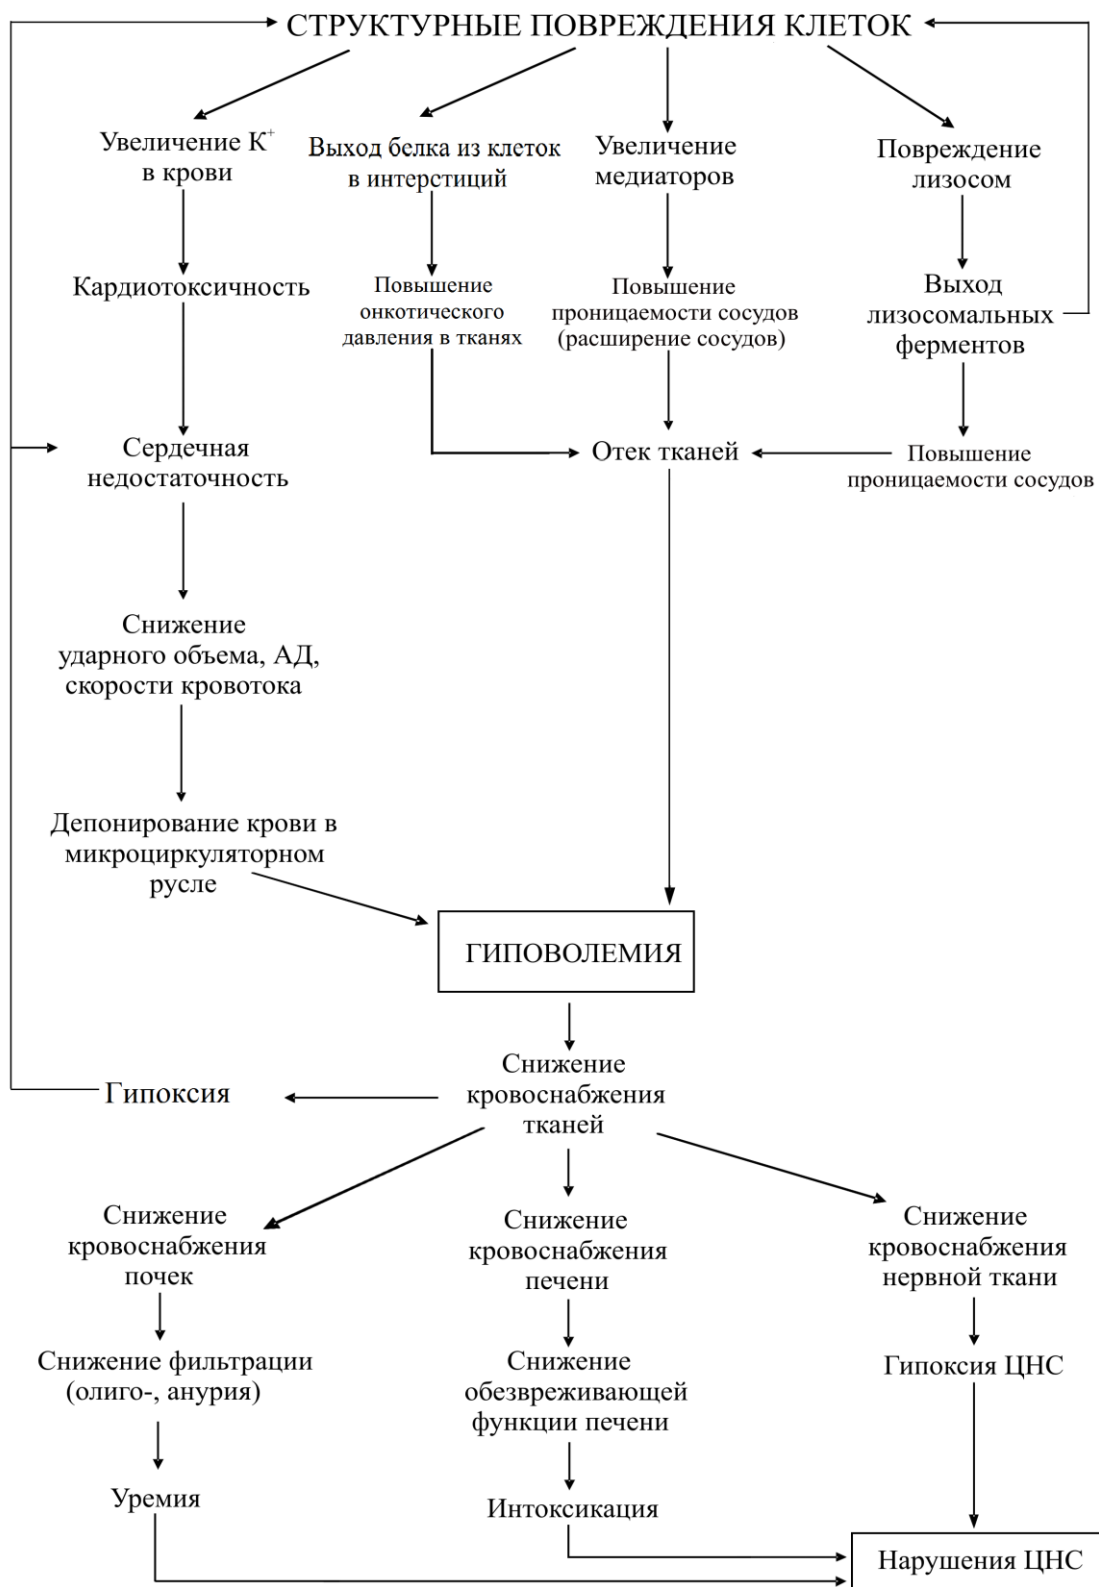 СТРУКТУРНЫЕ ПОВРЕЖДЕНИЯ КЛЕТОК
Увеличение К⁺
в крови
Выход белка из клеток
в интерстиций
Увеличение
медиаторов
Повреждение
лизосом
Кардиотоксичность
Повышение
онкотического
давления в тканях
Повышение
проницаемости сосудов
(расширение сосудов)
Выход
лизосомальных
ферментов
Сердечная
недостаточность
Отек тканей
Повышение
проницаемости сосудов
Снижение
ударного объема, АД,
скорости кровотока
Депонирование крови в
микроциркуляторном
русле
ГИПОВОЛЕМИЯ
Гипоксия
Снижение
кровоснабжения
тканей
Снижение
кровоснабжения
почек
Снижение
кровоснабжения
печени
Снижение
кровоснабжения
нервной ткани
Снижение фильтрации
(олиго-, анурия)
Снижение
обезвреживающей
функции печени
Гипоксия ЦНС
Уремия
Интоксикация
Нарушения ЦНС